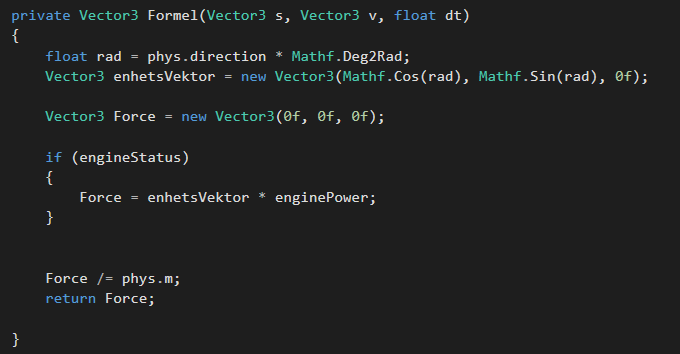 private Vector3 Formel(Vector3 s, Vector3 v, float dt)
{
float rad = phys.direction * Mathf.Deg2Rad;
Vector3 enhetsVektor = new Vector3(Mathf.Cos(rad), Mathf.Sin(rad), 0f);
Vector3 Force = new Vector3(0f, 0f, 0f);
if (engineStatus)
{
Force = enhetsVektor * enginePower;
}
Force /= phys.m;
return Force;
}